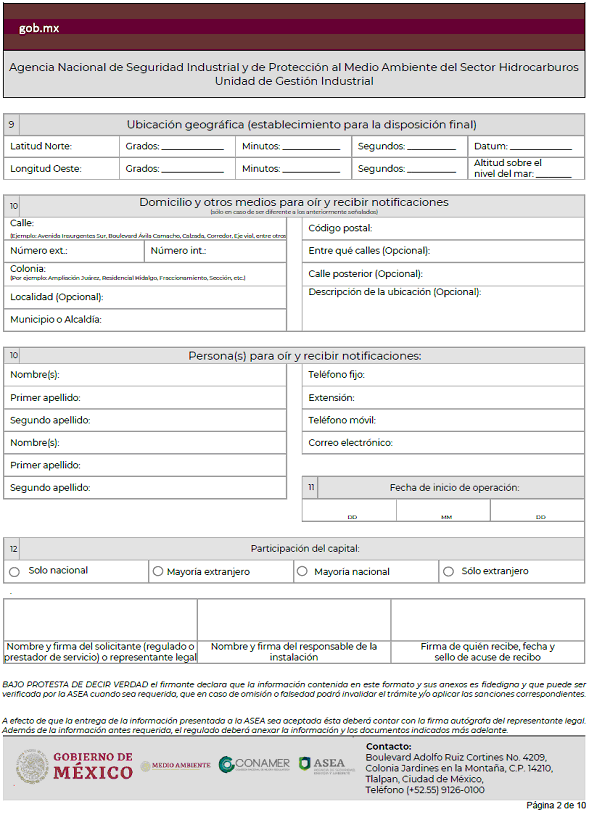 gob.mx
Agencia Nacional de Seguridad Industrial y de Protección al Medio Ambiente del Sector Hidrocarburos
Unidad de Gestión Industrial
9 Ubicación geográfica (establecimiento para la disposición final)
Latitud Norte: Grados: Minutos: Segundos: Datum:
Longitud Oeste: Grados: Minutos: Segundos: Altitud sobre el
nivel del mar:
10 Domicilio y otros medios para oír y recibir notificaciones
(sólo en caso de ser diferente a los anteriormente señalados)
Calle:
(Ejemplo: Avenida Insurgentes Sur, Boulevard Ávila Camacho, Calzada, Corredor, Eje vial, entre otros
Código postal:
Número ext.: Número int.: Entre qué calles (Opcional):
Colonia:
(Por ejemplo: Ampliación Juárez, Residencial Hidalgo, Fraccionamiento, Sección, etc.)
Calle posterior (Opcional):
Localidad (Opcional): Descripción de la ubicación (Opcional):
Municipio o Alcaldía:
10 Persona(s) para oír y recibir notificaciones:
Nombre(s): Teléfono fijo:
Primer apellido: Extensión:
Segundo apellido: Teléfono móvil:
Nombre(s): Correo electrónico:
Primer apellido:
Segundo apellido: 11 Fecha de inicio de operación:
DD MM DD
12 Participación del capital:
Solo nacional Mayoría extranjero Mayoría nacional Sólo extranjero
Nombre y firma del solicitante (regulado o
prestador de servicio) o representante legal
Nombre y firma del responsable de la
instalación
Firma de quién recibe, fecha y
sello de acuse de recibo
BAJO PROTESTA DE DECIR VERDAD el firmante declara que la información contenida en este formato y sus anexos es fidedigna y que puede ser
verificada por la ASEA cuando sea requerida, que en caso de omisión o falsedad podrá invalidar el trámite y/o aplicar las sanciones correspondientes.
A efecto de que la entrega de la información presentada a la ASEA sea aceptada ésta deberá contar con la firma autógrafa del representante legal.
Además de la información antes requerida, el regulado deberá anexar la información y los documentos indicados más adelante.
GOBIERNO DE
MÉXICO
MEDIO AMBIENTE
CONAMER
ASEA
Contacto:
Boulevard Adolfo Ruiz Cortines No. 4209,
Colonia Jardines en la Montaña, C.P. 14210,
Tlalpan, Ciudad de México,
Teléfono (+52.55) 9126-0100
Página 2 de 10